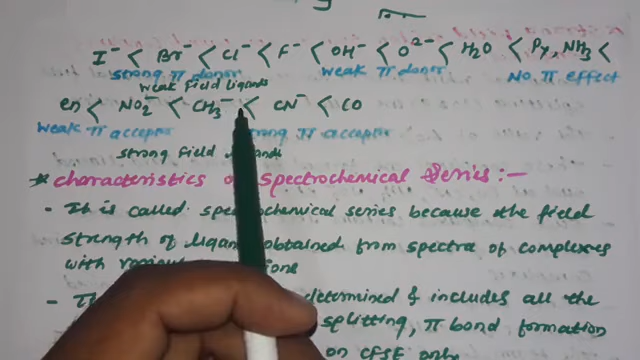 I⁻ < Br⁻ < Cl⁻ < F⁻ < OH⁻ < O²⁻ < H2O < Py, NH3 <
strong π donor weak π donor No π effect
weak field ligands
en < NO2⁻ < CH3⁻ < CN⁻ < CO
weak π acceptor strong π acceptor
strong field
* characteristics of spectrochemical series :-
• It is called spectrochemical series because the field
strength of ligand obtained from spectra of complexes
with
• determined & includes all the
splitting, π bond formation
on CFSE only